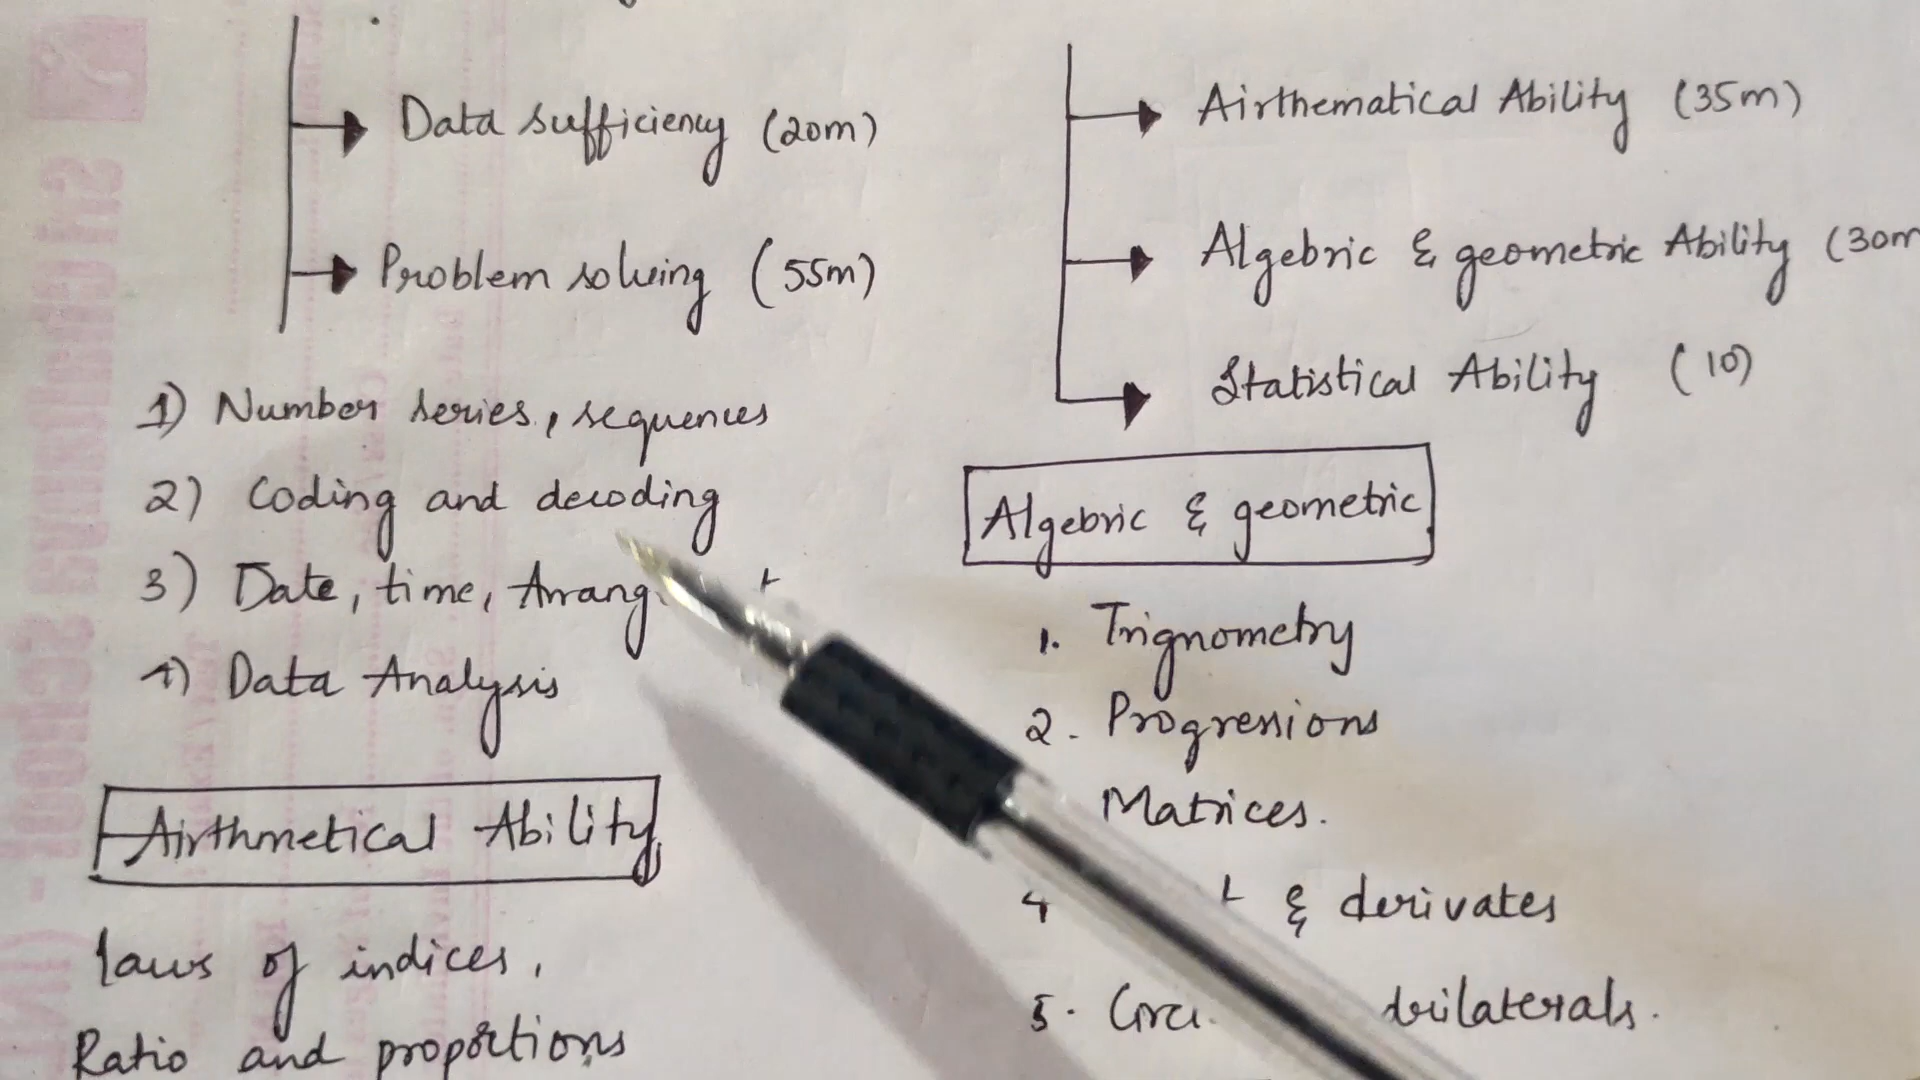 Data sufficiency (20m)
Problem solving (55m)
1) Number series, sequences
2) Coding and decoding
3) Date, time,
4) Data Analysis
Airthmetical Ability
laws of indices,
Ratio and proportions
Airthematical Ability (35m)
Algebric & geometric Ability (30m
Statistical Ability (10)
Algebric & geometric
1. Trignometry
2. Progressions
Matrices.
4 & derivates
5.